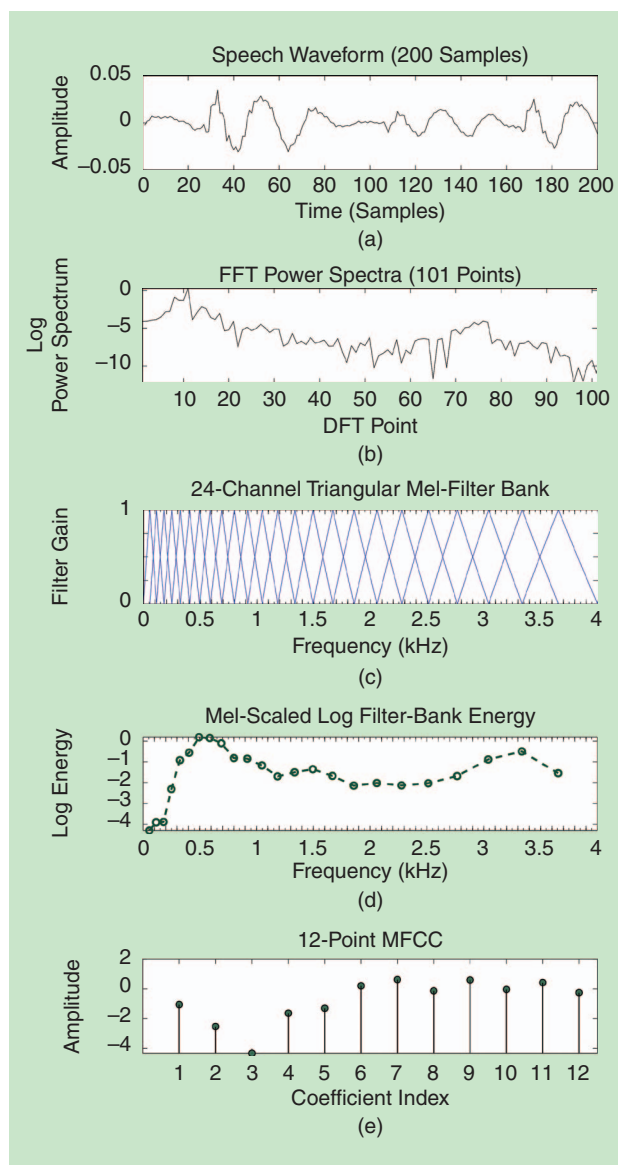 Speech Waveform (200 Samples)
0.05
0
−0.05
Amplitude
0 20 40 60 80 100 120 140 160 180 200
Time (Samples)
(a)
FFT Power Spectra (101 Points)
0
−5
−10
Log
Power Spectrum
10 20 30 40 50 60 70 80 90 100
DFT Point
(b)
24-Channel Triangular Mel-Filter Bank
1
0
Filter Gain
0 0.5 1 1.5 2 2.5 3 3.5 4
Frequency (kHz)
(c)
Mel-Scaled Log Filter-Bank Energy
0
−1
−2
−3
−4
Log Energy
0 0.5 1 1.5 2 2.5 3 3.5 4
Frequency (kHz)
(d)
12-Point MFCC
2
0
−2
−4
Amplitude
1 2 3 4 5 6 7 8 9 10 11 12
Coefficient Index
(e)